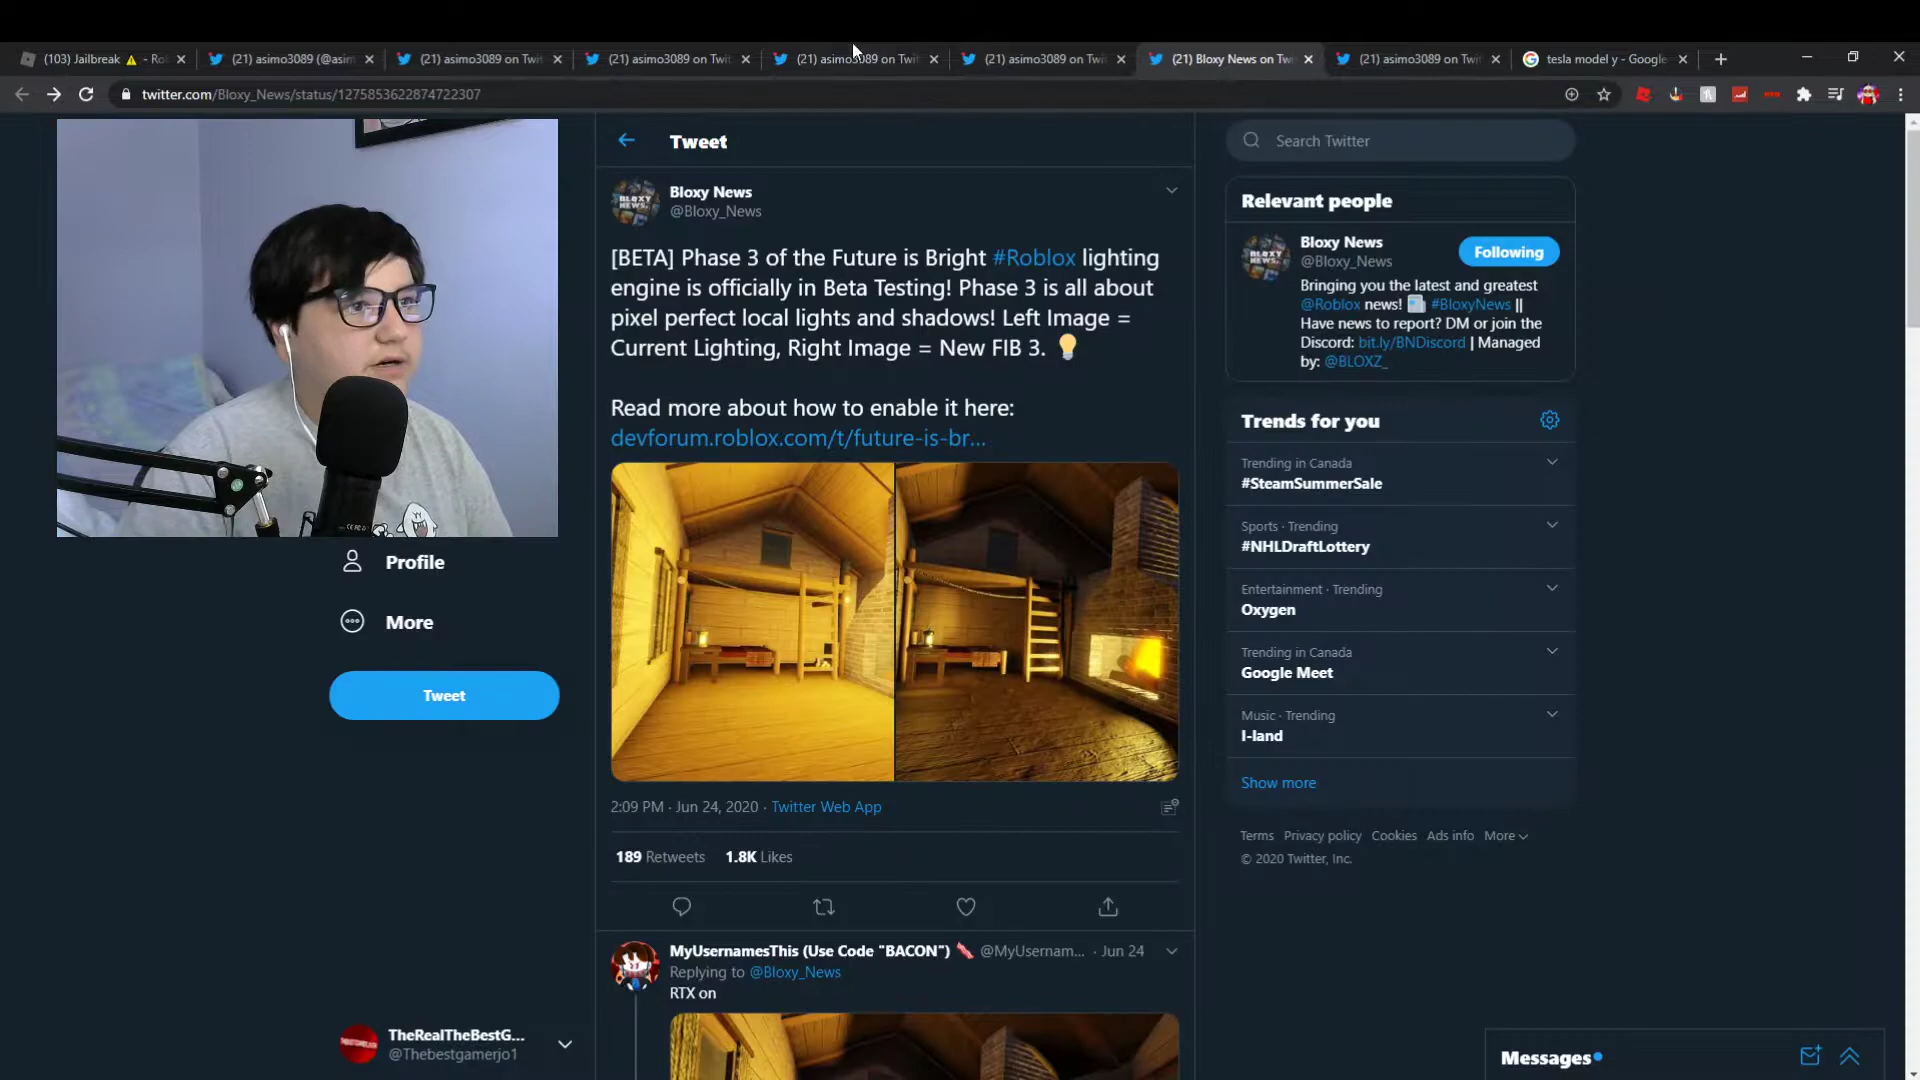 (103) Jailbreak ⚠ - Ro
(21) asimo3089 (@asim
(21) asimo3089 on Twit
(21) asimo3089 on Twit
(21) asimo3089 on Twit
(21) asimo3089 on Twit
(21) Bloxy News on Twi
(21) asimo3089 on Twit
tesla model y - Google
twitter.com/Bloxy_News/status/1275853622874722307
Tweet
Bloxy News
@Bloxy_News
[BETA] Phase 3 of the Future is Bright #Roblox lighting
engine is officially in Beta Testing! Phase 3 is all about
pixel perfect local lights and shadows! Left Image =
Current Lighting, Right Image = New FIB 3. 💡
Read more about how to enable it here:
devforum.roblox.com/t/future-is-br...
2:09 PM · Jun 24, 2020 · Twitter Web App
189 Retweets 1.8K Likes
MyUsernamesThis (Use Code "BACON") 🥓 @MyUsernam... · Jun 24
Replying to @Bloxy_News
RTX on
Profile
More
Tweet
TheRealTheBestG...
@Thebestgamerjo1
Search Twitter
Relevant people
Bloxy News
@Bloxy_News
Following
Bringing you the latest and greatest
@Roblox news! 📰 #BloxyNews ||
Have news to report? DM or join the
Discord: bit.ly/BNDiscord | Managed
by: @BLOXZ_
Trends for you
Trending in Canada
#SteamSummerSale
Sports · Trending
#NHLDraftLottery
Entertainment · Trending
Oxygen
Trending in Canada
Google Meet
Music · Trending
I-land
Show more
Terms Privacy policy Cookies Ads info More
© 2020 Twitter, Inc.
Messages